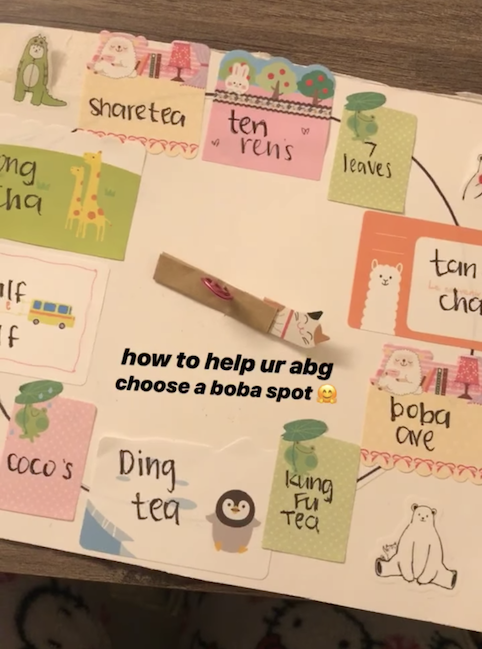 sharetea
ten
ren's
7
leaves
ong
cha
tan
cha
lf
lf
how to help ur abg
choose a boba spot 🤗
boba
ave
coco's
Ding
tea
kung
Fu
Tea